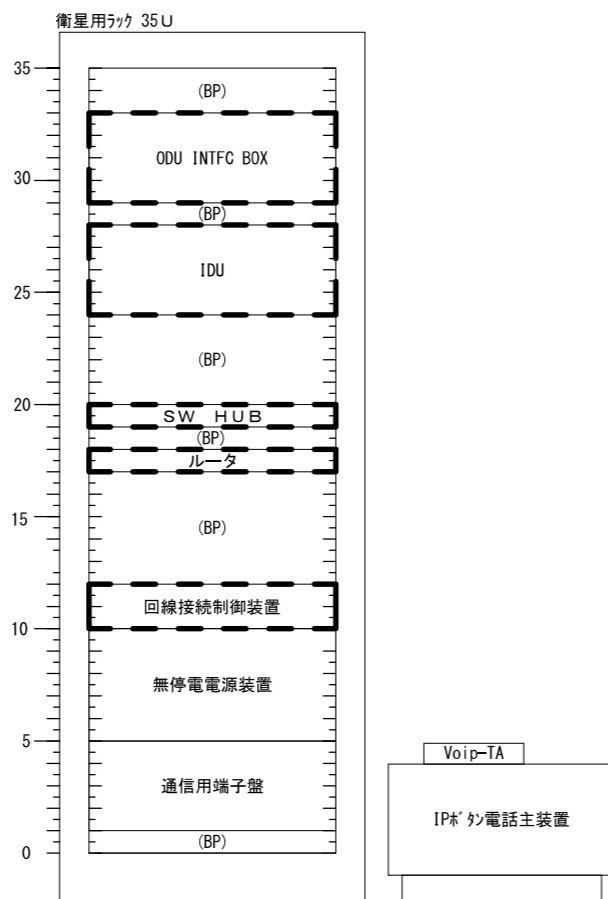 衛星用ﾗｯｸ 35Ｕ
35
(BP)
ODU INTFC BOX
30
(BP)
IDU
25
(BP)
20
ＳＷ　ＨＵＢ
(BP)
ルータ
15
(BP)
回線接続制御装置
10
無停電電源装置
5
Voip-TA
通信用端子盤
IPﾎﾞﾀﾝ電話主装置
(BP)
0